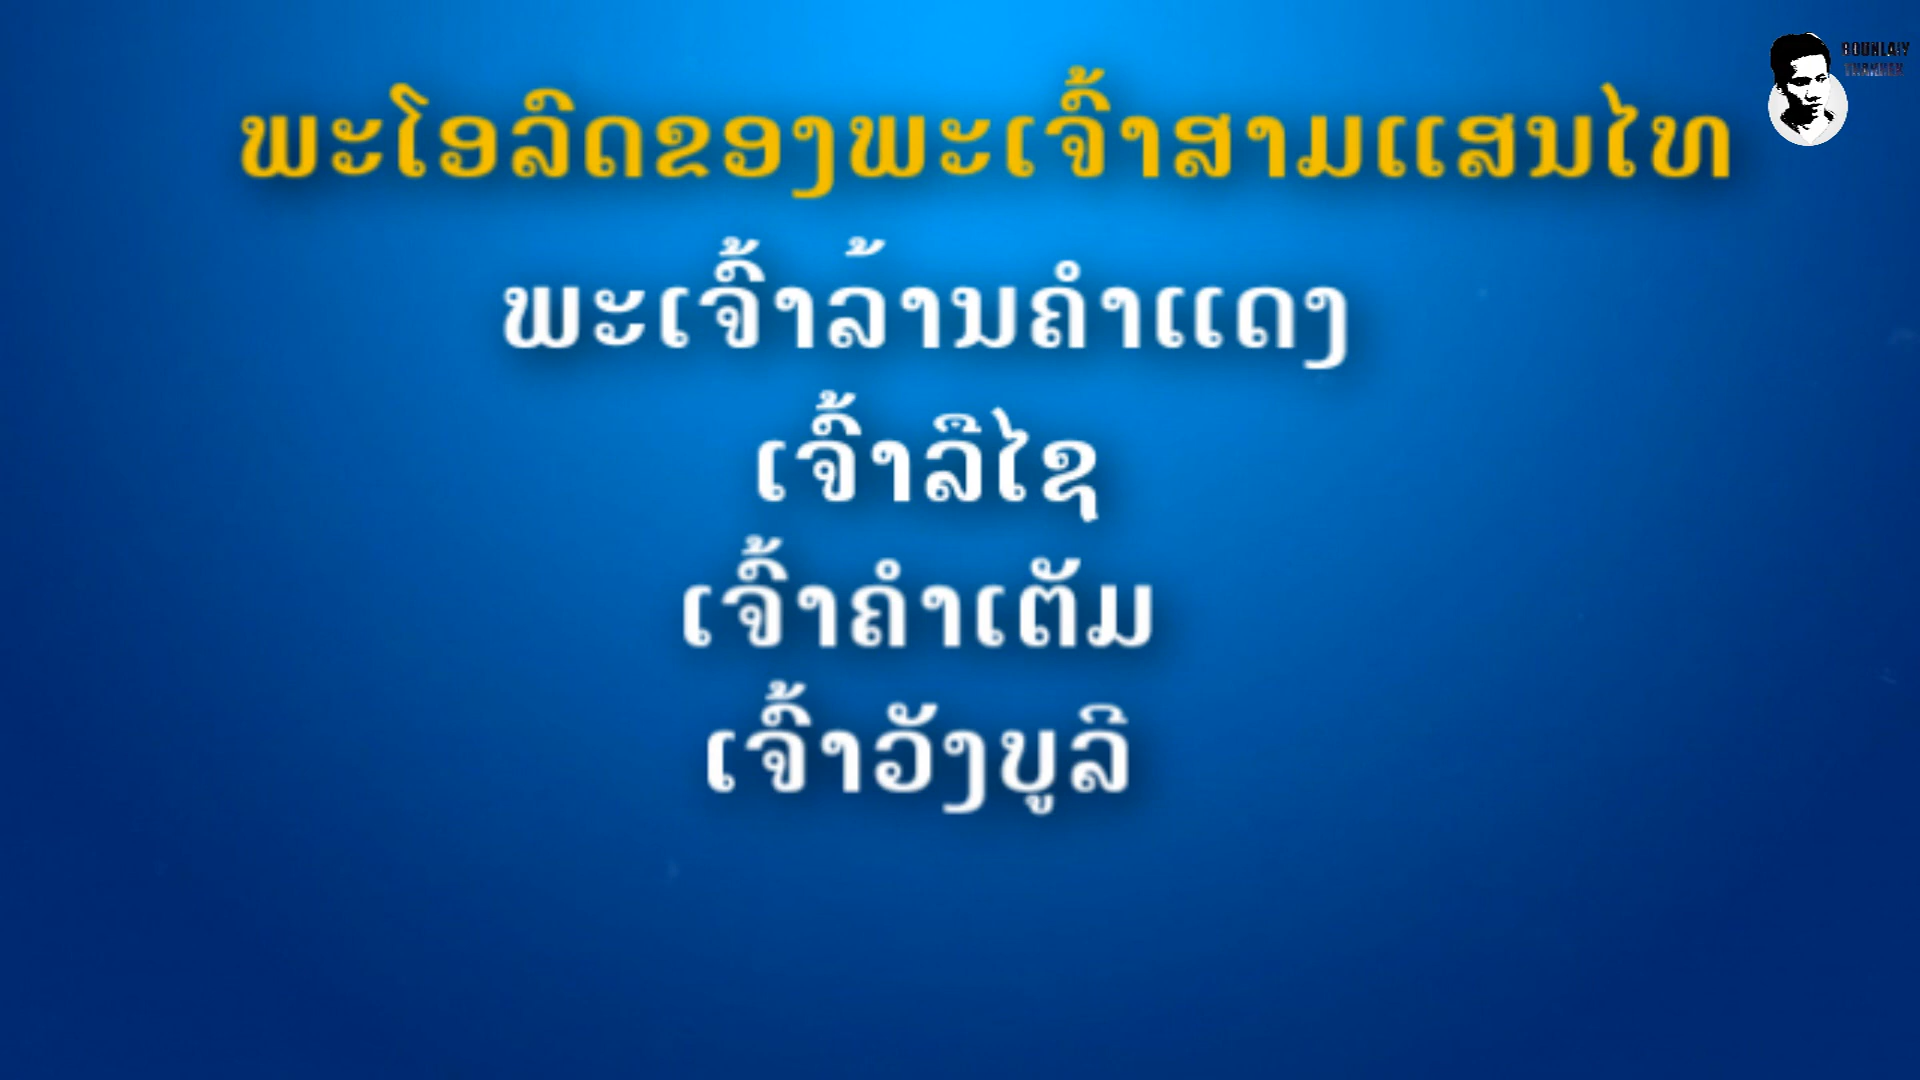 ພະໂອລົດຂອງພະເຈົ້າສາມແສນໄທ
ພະເຈົ້າລ້ານຄຳແດງ
ເຈົ້າລືໄຊ
ເຈົ້າຄຳເຕັມ
ເຈົ້າວັງບູລີ